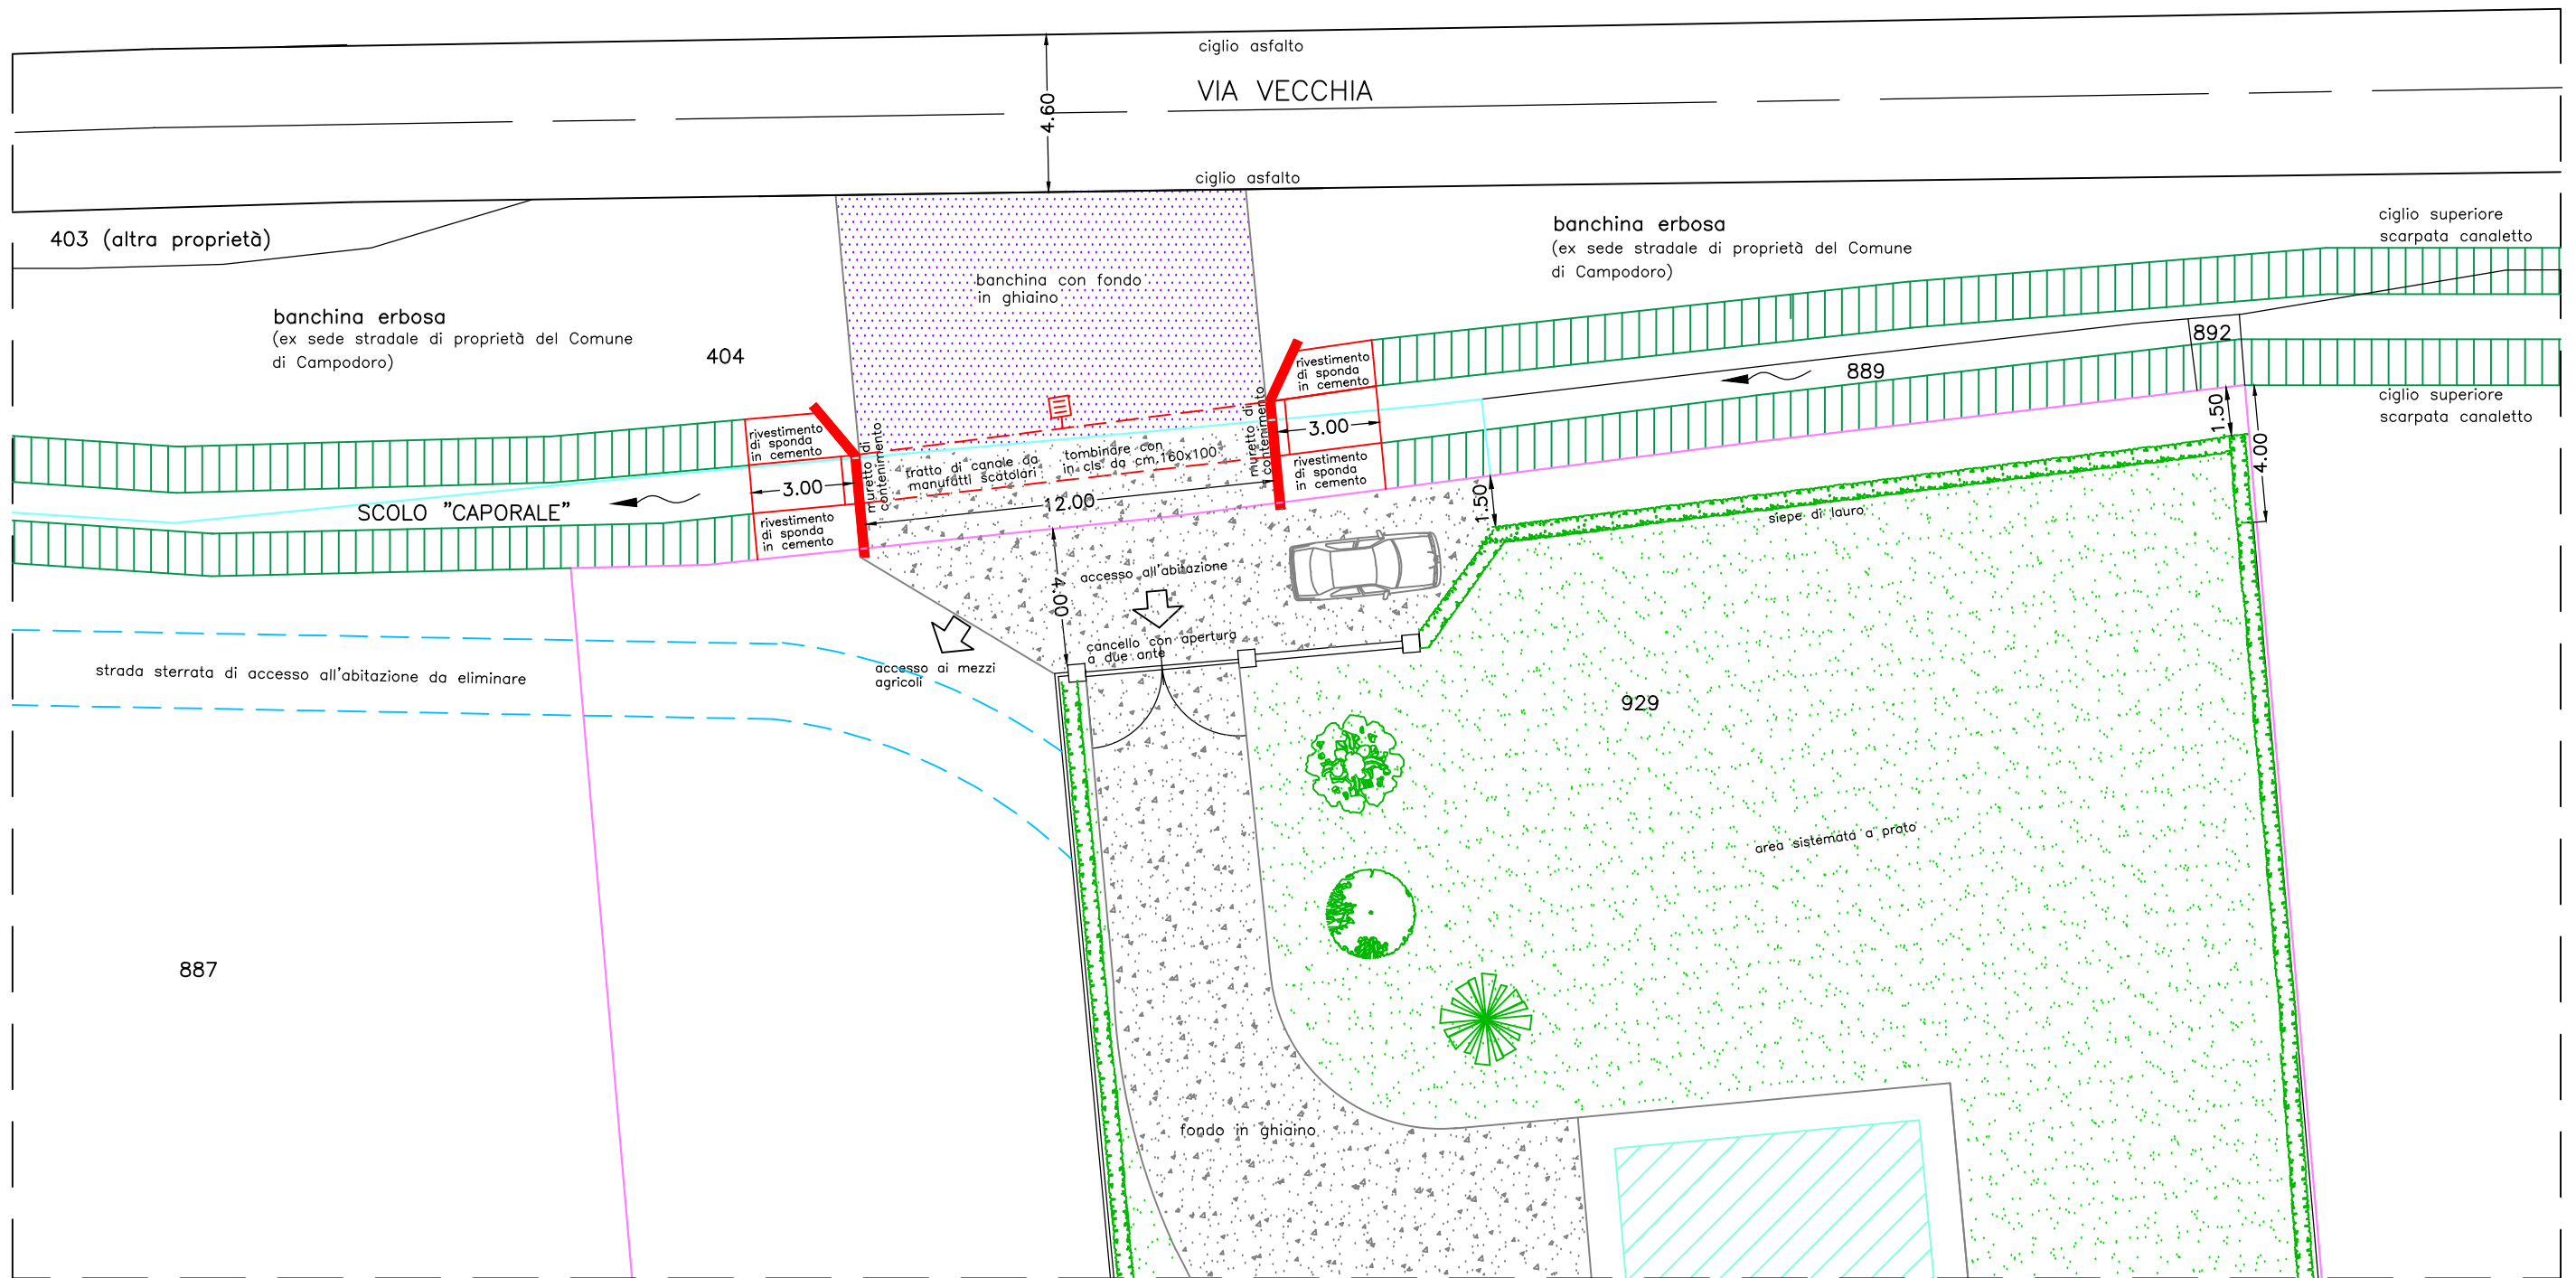 ciglio asfalto
VIA VECCHIA
4.60
ciglio asfalto
403 (altra proprietà)
banchina erbosa
(ex sede stradale di proprietà del Comune
di Campodoro)
ciglio superiore
scarpata canaletto
banchina con fondo
in ghiaino
banchina erbosa
(ex sede stradale di proprietà del Comune
di Campodoro)
404
892
889
rivestimento
di sponda
in cemento
ciglio superiore
scarpata canaletto
1.50
4.00
rivestimento
di sponda
in cemento
muretto di
contenimento
muretto di
contenimento
3.00
tratto di canale da
manufatti scatolari
tombinare con
in cls. da cm.160x100
rivestimento
di sponda
in cemento
3.00
12.00
SCOLO "CAPORALE"
rivestimento
di sponda
in cemento
1.50
siepe di lauro
accesso all'abitazione
4.00
cancello con apertura
a due ante
accesso ai mezzi
agricoli
strada sterrata di accesso all'abitazione da eliminare
929
area sistemata a prato
887
fondo in ghiaino